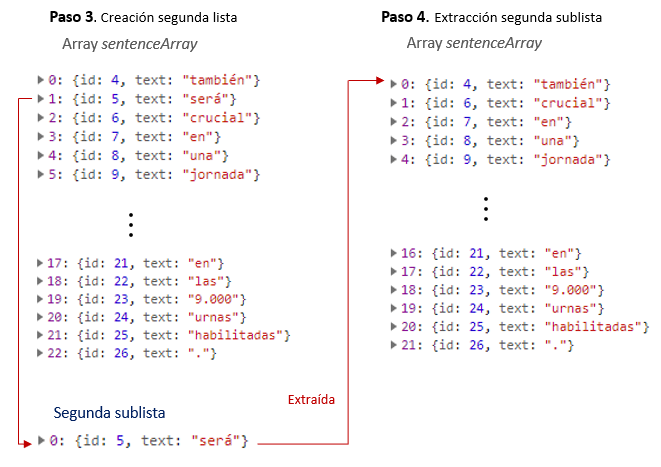 Paso 3. Creación segunda lista
Array sentenceArray
0: {id: 4, text: "también"}
1: {id: 5, text: "será"}
2: {id: 6, text: "crucial"}
3: {id: 7, text: "en"}
4: {id: 8, text: "una"}
5: {id: 9, text: "jornada"}
17: {id: 21, text: "en"}
18: {id: 22, text: "las"}
19: {id: 23, text: "9.000"}
20: {id: 24, text: "urnas"}
21: {id: 25, text: "habilitadas"}
22: {id: 26, text: "."}
Segunda sublista
0: {id: 5, text: "será"}
Extraída
Paso 4. Extracción segunda sublista
Array sentenceArray
0: {id: 4, text: "también"}
1: {id: 6, text: "crucial"}
2: {id: 7, text: "en"}
3: {id: 8, text: "una"}
4: {id: 9, text: "jornada"}
16: {id: 21, text: "en"}
17: {id: 22, text: "las"}
18: {id: 23, text: "9.000"}
19: {id: 24, text: "urnas"}
20: {id: 25, text: "habilitadas"}
21: {id: 26, text: "."}